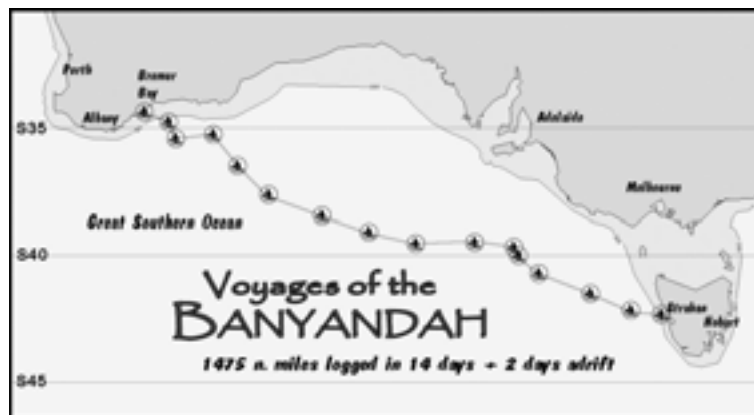 Perth
Bremer
Bay
Albany
Adelaide
S35
Melbourne
Great Southern Ocean
S40
Voyages of the
BANYANDAH
Strahan
Hobart
1475 n. miles logged in 14 days + 2 days adrift
S45